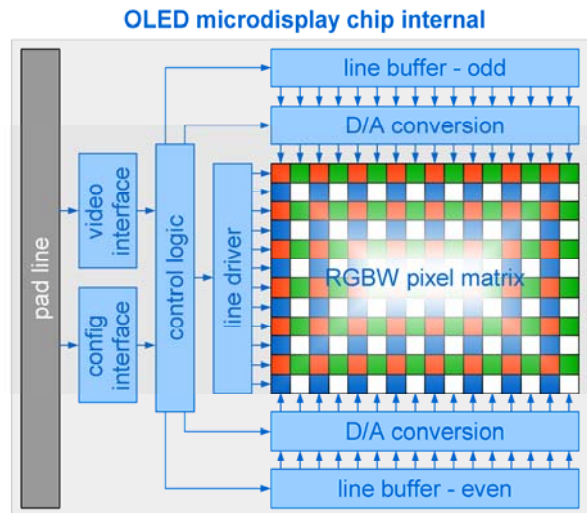 OLED microdisplay chip internal
line buffer - odd
D/A conversion
pad line
video
interface
config
interface
control logic
line driver
RGBW pixel matrix
D/A conversion
line buffer - even